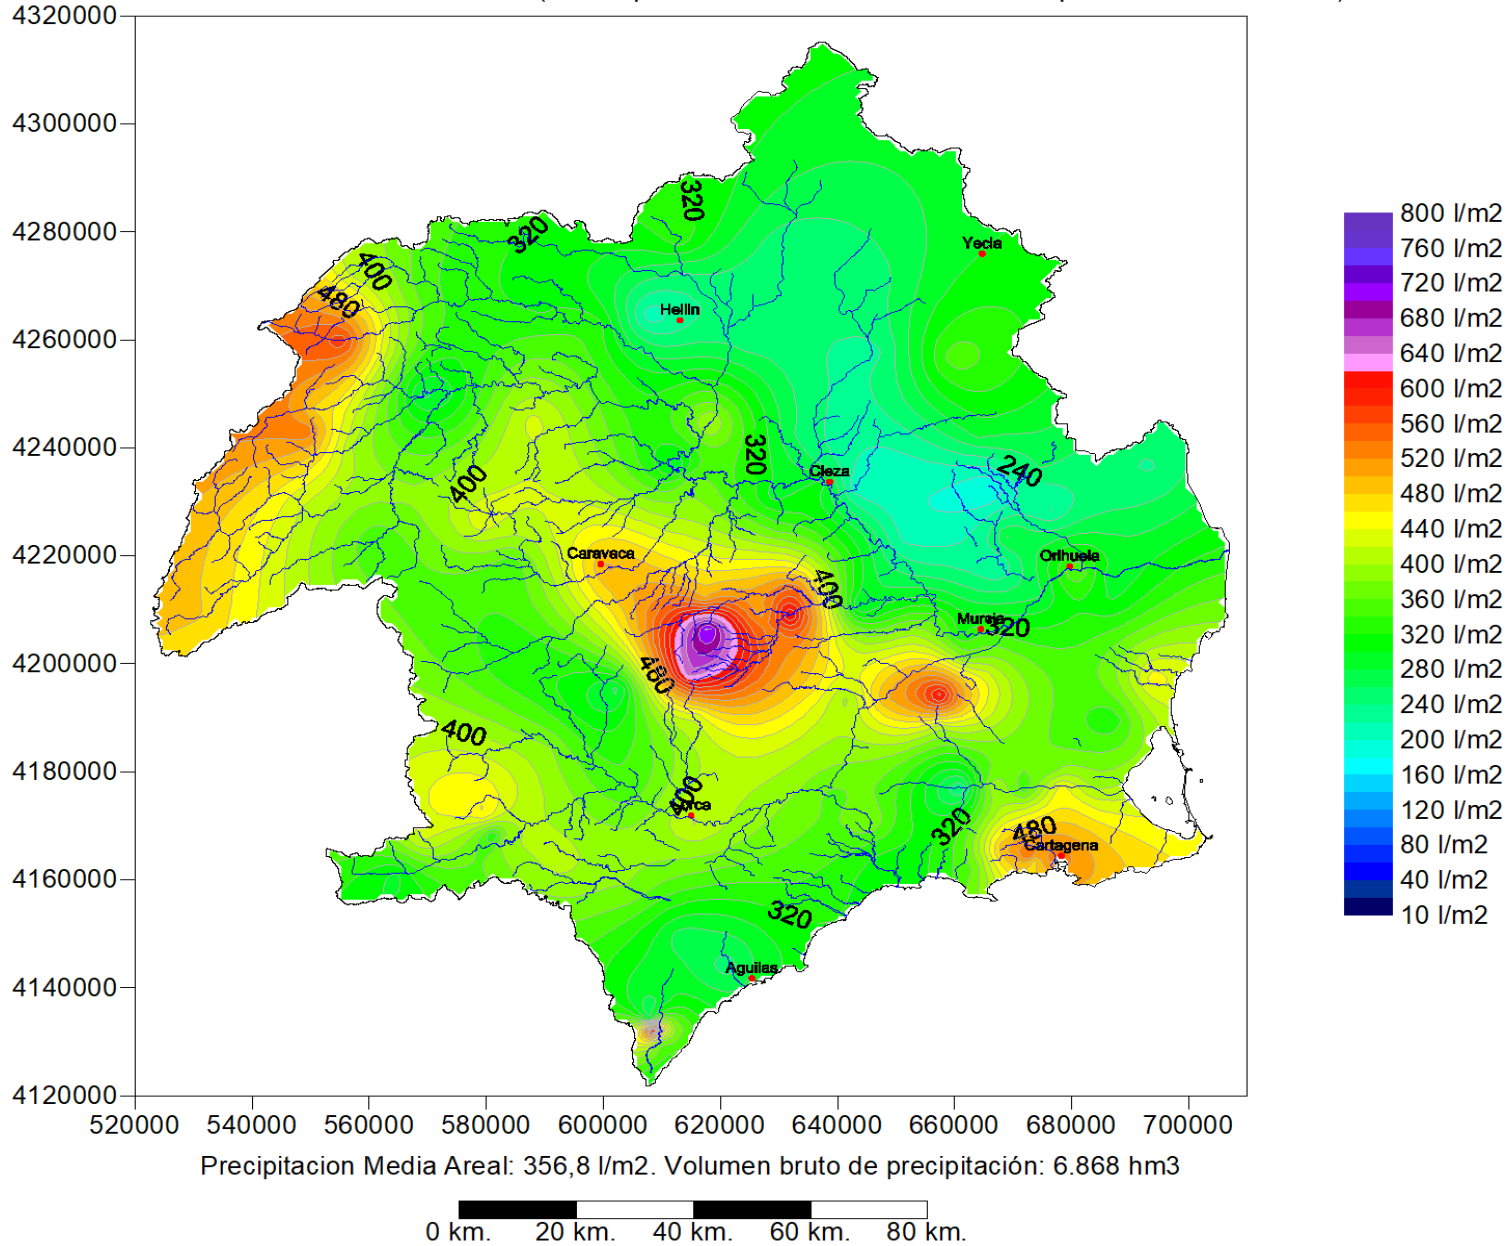 4320000
4300000
320
4280000
320
Yecla
400
480
Hellin
4260000
4240000
320
240
Cieza
400
4220000
Caravaca
Orihuela
400
Murcia
320
4200000
480
400
4180000
400
Lorca
320
480
Cartagena
4160000
320
Aguilas
4140000
4120000
520000 540000 560000 580000 600000 620000 640000 660000 680000 700000
800 l/m2
760 l/m2
720 l/m2
680 l/m2
640 l/m2
600 l/m2
560 l/m2
520 l/m2
480 l/m2
440 l/m2
400 l/m2
360 l/m2
320 l/m2
280 l/m2
240 l/m2
200 l/m2
160 l/m2
120 l/m2
80 l/m2
40 l/m2
10 l/m2
Precipitacion Media Areal: 356,8 l/m2. Volumen bruto de precipitación: 6.868 hm3
0 km. 20 km. 40 km. 60 km. 80 km.